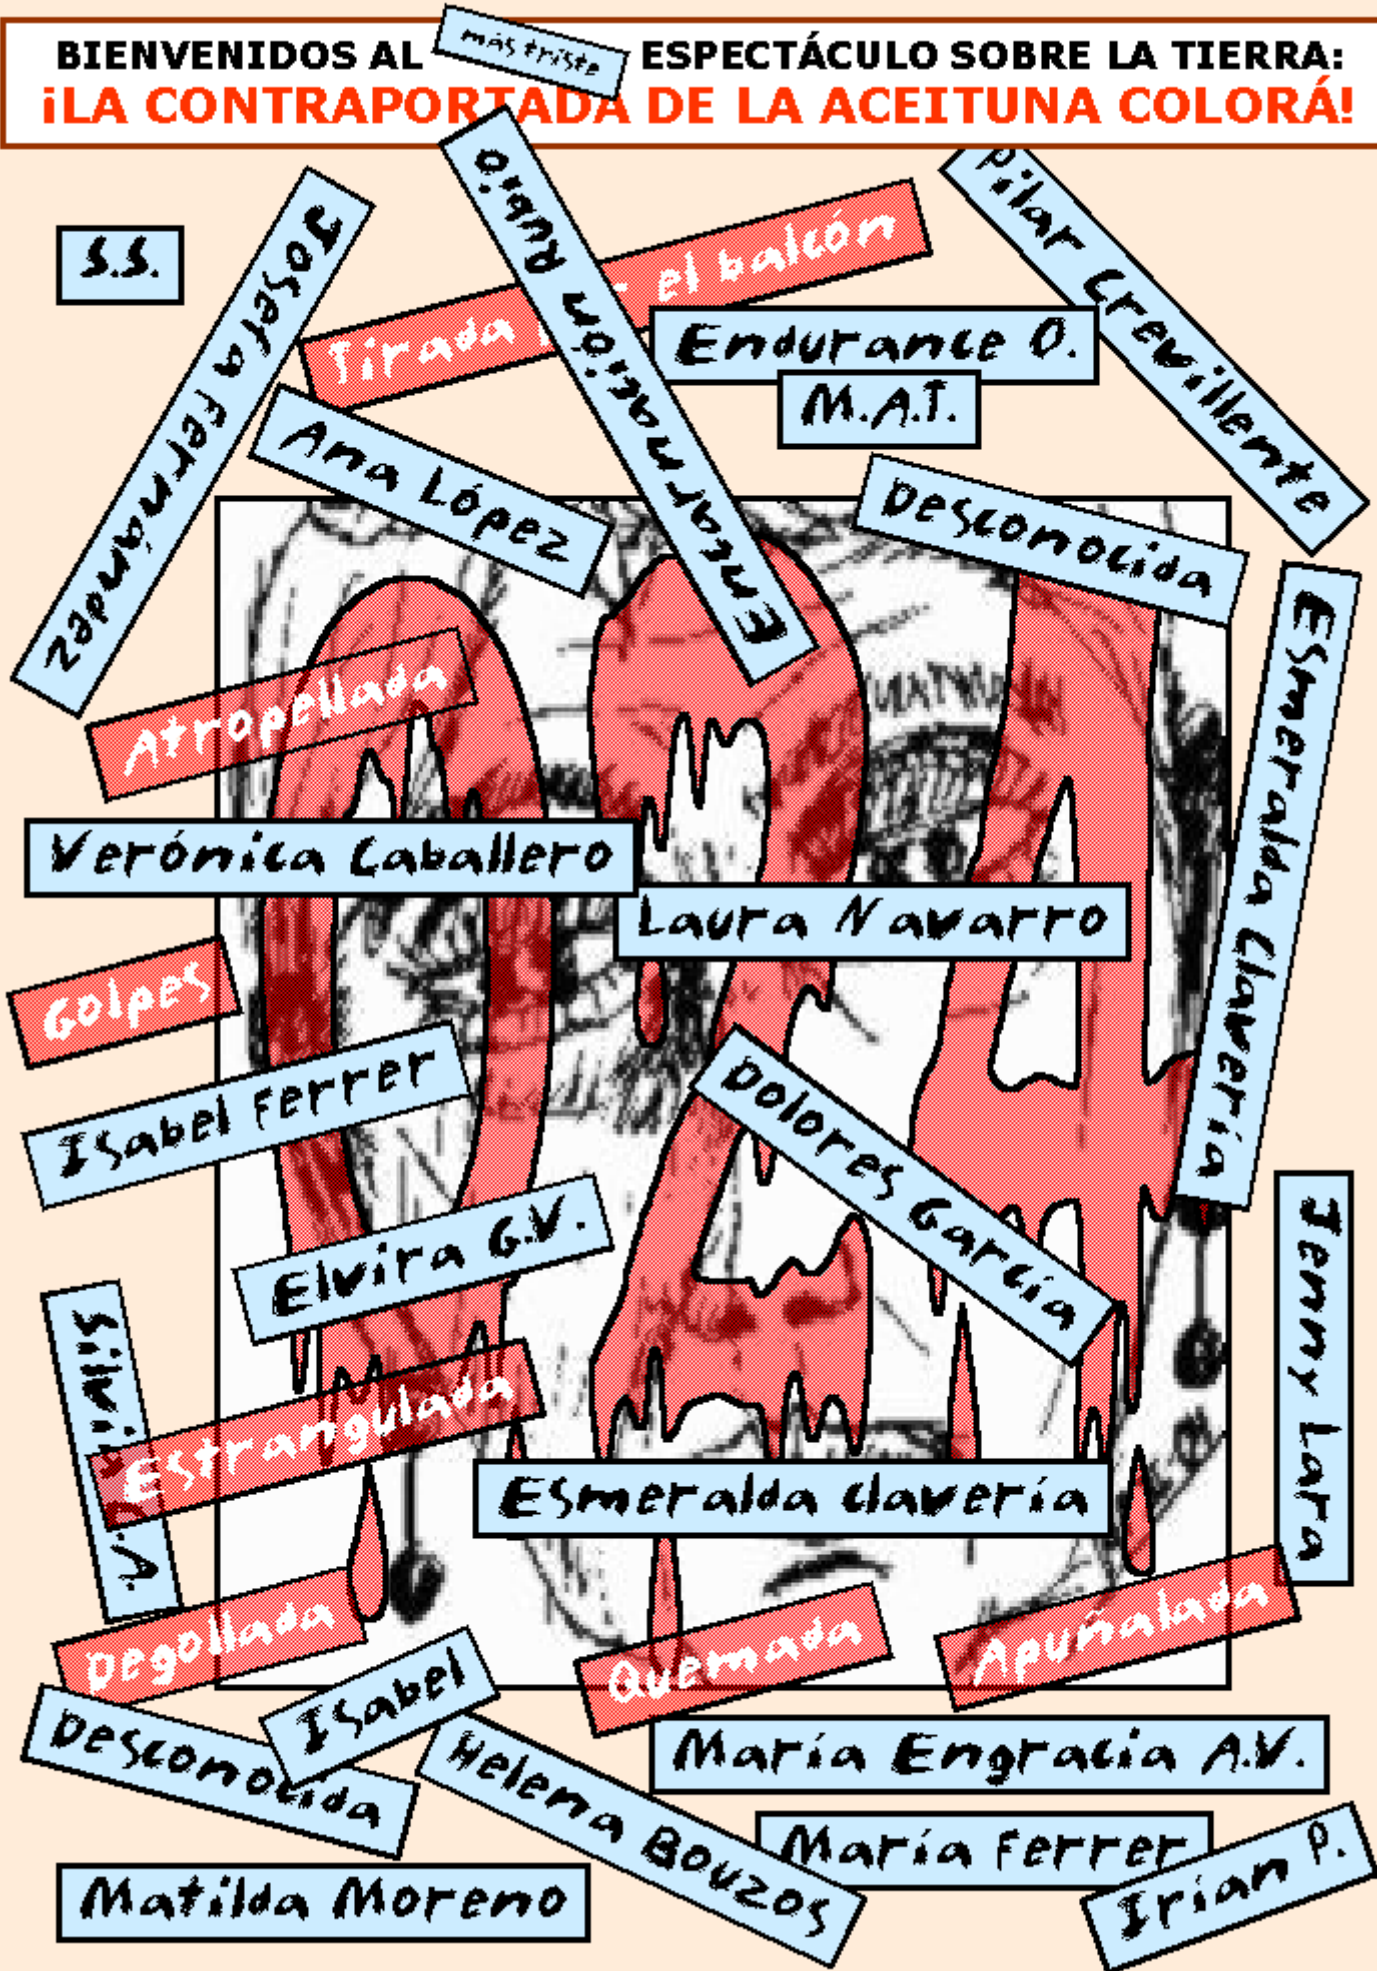 BIENVENIDOS AL más triste ESPECTÁCULO SOBRE LA TIERRA:
¡LA CONTRAPORTADA DE LA ACEITUNA COLORÁ!
Pilar Crevillente
Encarnación Rubio
Josefa Fernández
S.S.
Tirada el balcón
Endurance O.
M.A.T.
Ana López
Desconocida
Esmeralda Clavería
Atropellada
Verónica Caballero
Laura Navarro
Golpes
Isabel Ferrer
Dolores García
Elvira G.V.
Jenny Lara
Estrangulada
Esmeralda clavería
Degollada
Quemada
Apuñalada
Isabel
Desconocida
Helena Bouzos
María Engracia A.V.
María Ferrer
Irian P.
Matilda Moreno